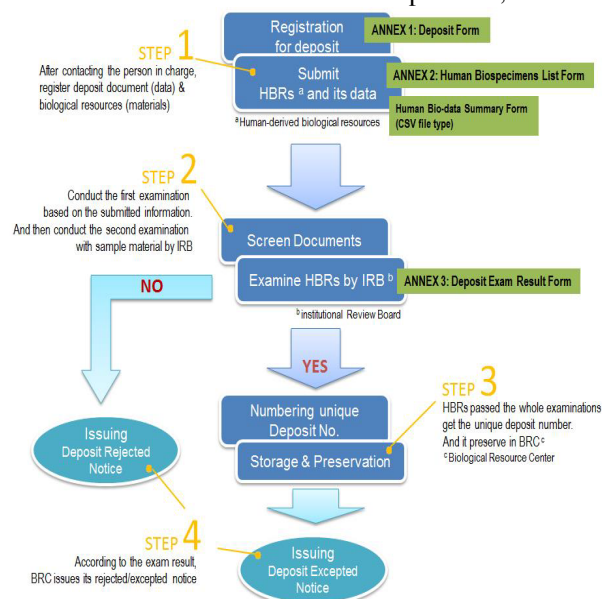 Registration
for deposit
ANNEX 1: Deposit Form
STEP 1
After contacting the person in charge,
register deposit document (data) &
biological resources (materials)
Submit
HBRs a and its data
ANNEX 2: Human Biospecimens List Form
Human Bio-data Summary Form
(CSV file type)
a Human-derived biological resources
STEP 2
Conduct the first examination
based on the submitted information.
And then conduct the second examination
with sample material by IRB
Screen Documents
Examine HBRs by IRB b
ANNEX 3: Deposit Exam Result Form
b institutional Review Board
NO
YES
STEP 3
HBRs passed the whole examinations
get the unique deposit number.
And it preserve in BRC c
c Biological Resource Center
Numbering unique
Deposit No.
Storage & Preservation
Issuing
Deposit Rejected
Notice
STEP 4
According to the exam result,
BRC issues its rejected/excepted notice
Issuing
Deposit Excepted
Notice